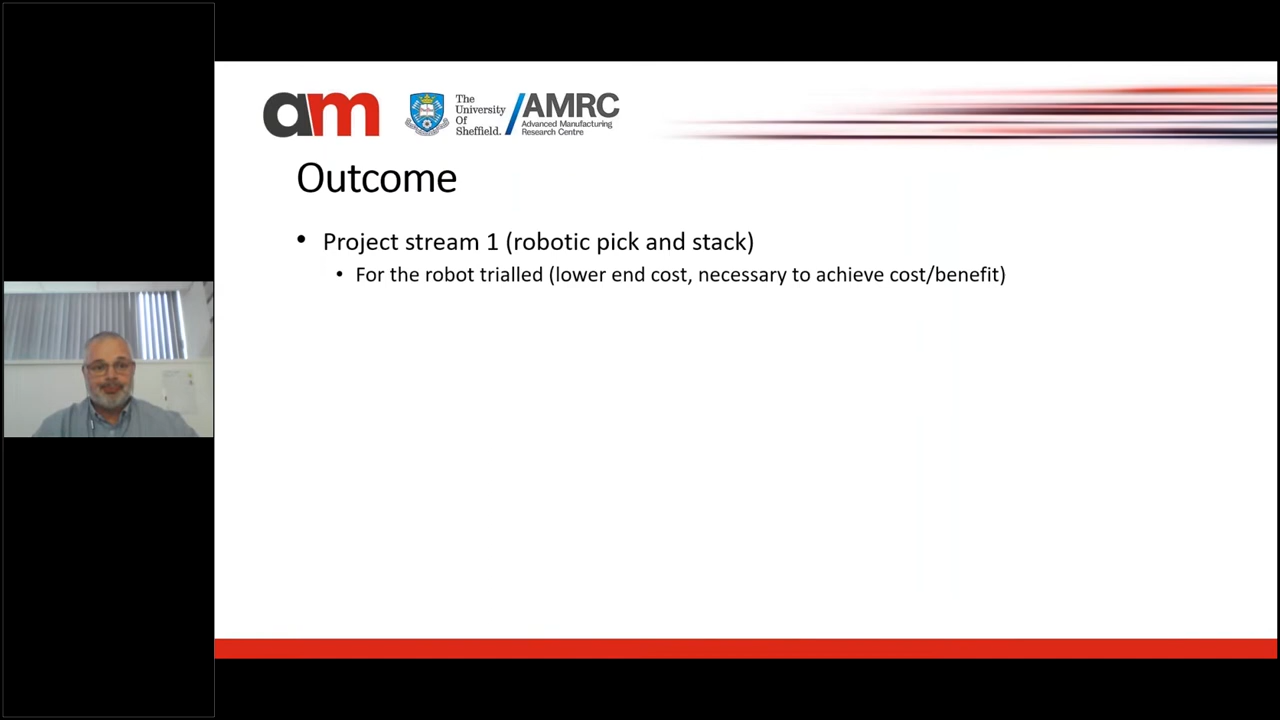 am
The
University
Of
Sheffield.
AMRC
Advanced Manufacturing
Research Centre
Outcome
• Project stream 1 (robotic pick and stack)
• For the robot trialled (lower end cost, necessary to achieve cost/benefit)